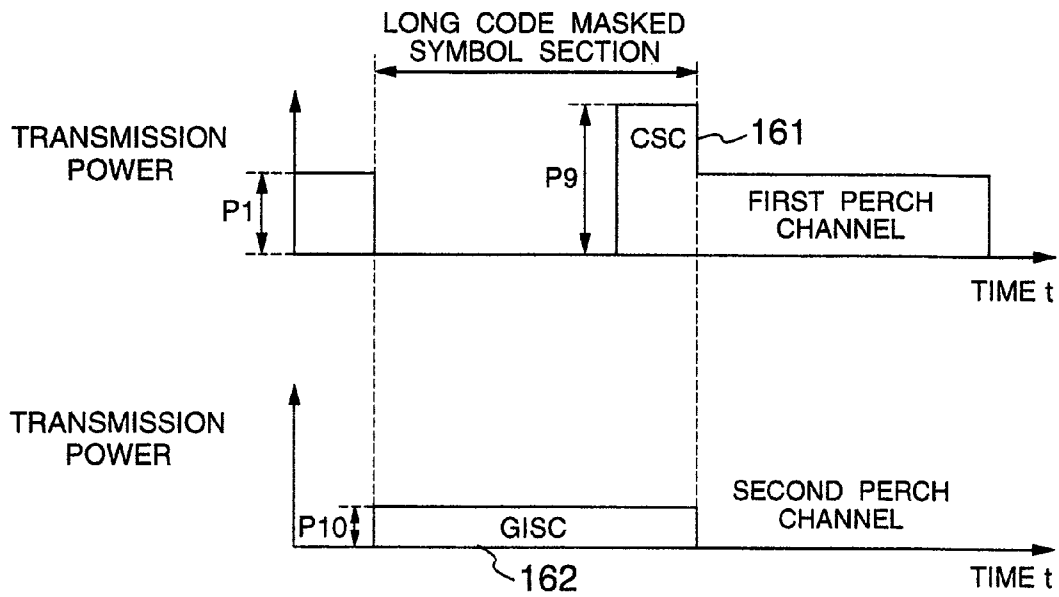 LONG CODE MASKED
SYMBOL SECTION
TRANSMISSION
POWER
P1
P9
CSC
161
FIRST PERCH
CHANNEL
TIME t
TRANSMISSION
POWER
P10
GISC
162
SECOND PERCH
CHANNEL
TIME t